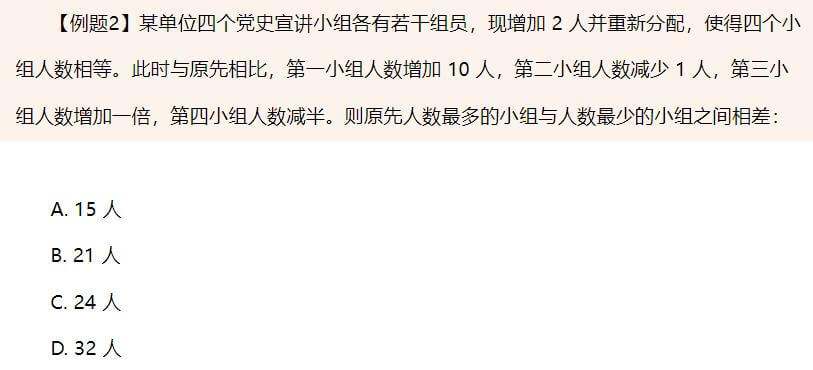 【例题2】某单位四个党史宣讲小组各有若干组员，现增加 2 人并重新分配，使得四个小
组人数相等。此时与原先相比，第一小组人数增加 10 人，第二小组人数减少 1 人，第三小
组人数增加一倍，第四小组人数减半。则原先人数最多的小组与人数最少的小组之间相差：
A. 15 人
B. 21 人
C. 24 人
D. 32 人